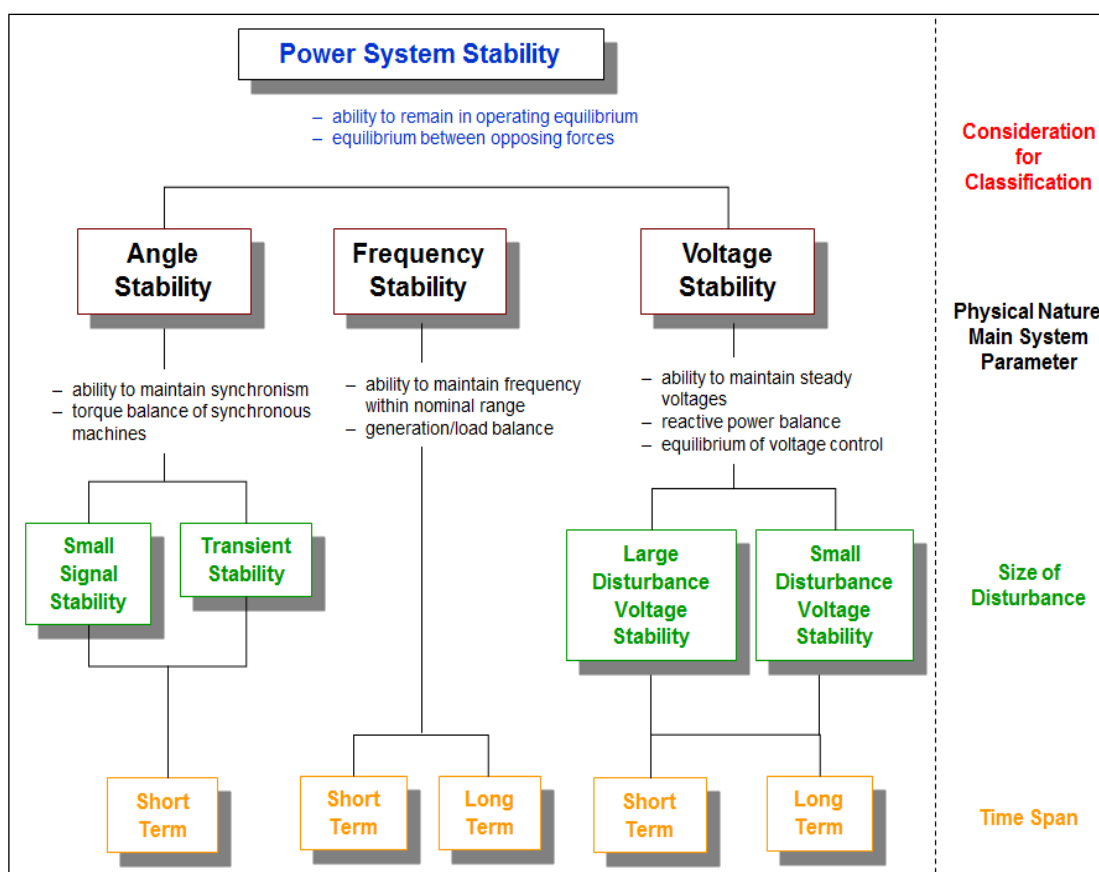 Power System Stability
– ability to remain in operating equilibrium
– equilibrium between opposing forces
Consideration
for
Classification
Angle
Stability
Frequency
Stability
Voltage
Stability
Physical Nature
Main System
Parameter
– ability to maintain synchronism
– torque balance of synchronous
machines
– ability to maintain frequency
within nominal range
– generation/load balance
– ability to maintain steady
voltages
– reactive power balance
– equilibrium of voltage control
Small
Signal
Stability
Transient
Stability
Large
Disturbance
Voltage
Stability
Small
Disturbance
Voltage
Stability
Size of
Disturbance
Short
Term
Short
Term
Long
Term
Short
Term
Long
Term
Time Span